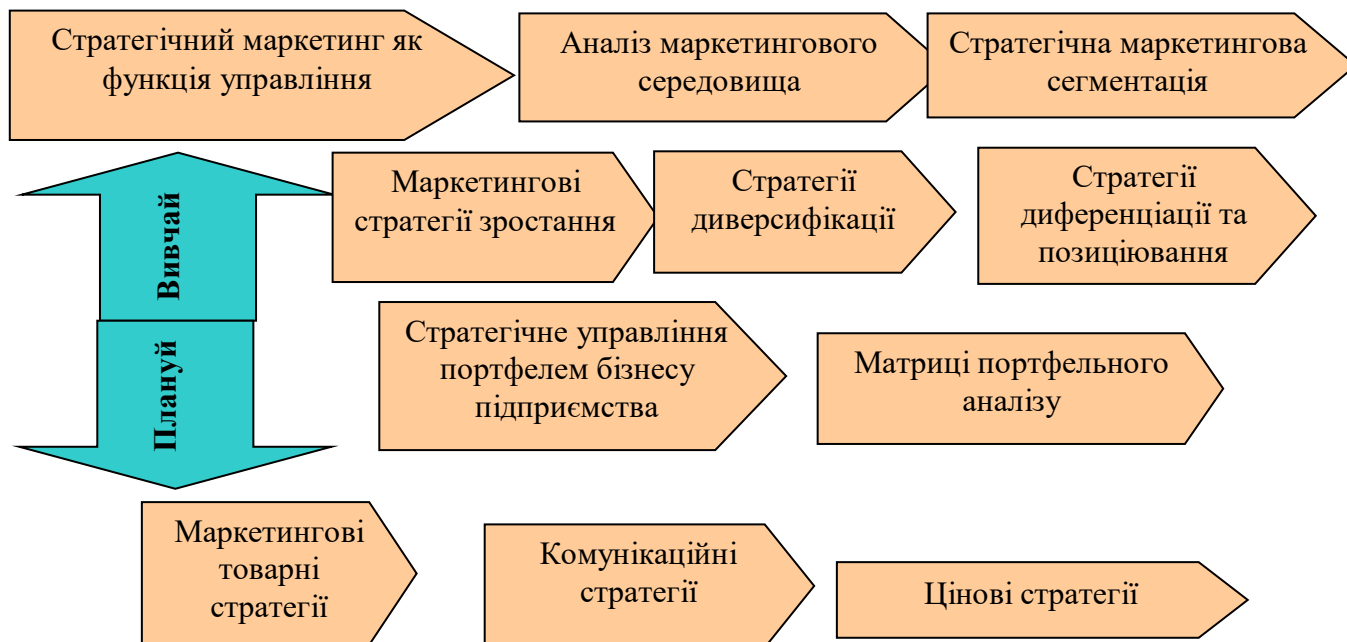 Стратегічний маркетинг як
функція управління
Аналіз маркетингового
середовища
Стратегічна маркетингова
сегментація
Вивчай
Маркетингові
стратегії зростання
Стратегії
диверсифікації
Стратегії
диференціації та
позиціювання
Плануй
Стратегічне управління
портфелем бізнесу
підприємства
Матриці портфельного
аналізу
Маркетингові
товарні
стратегії
Комунікаційні
стратегії
Цінові стратегії